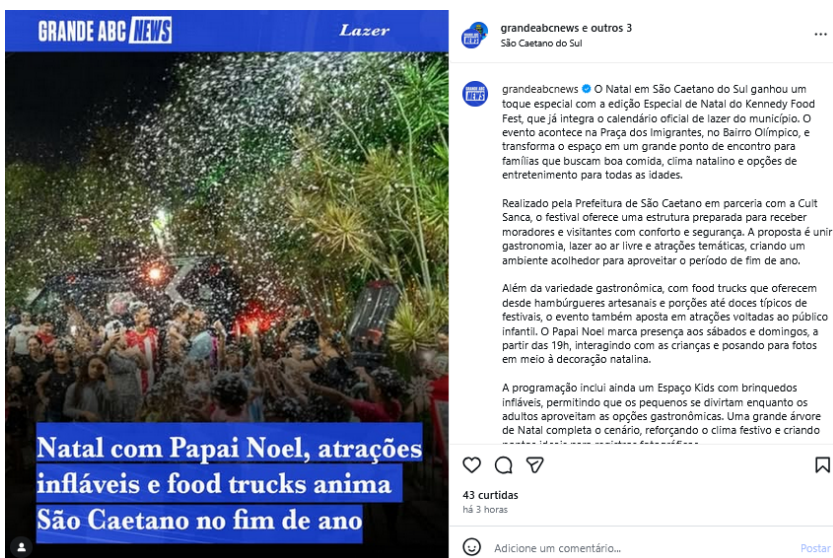 GRANDE ABC NEWS
Lazer
Natal com Papai Noel, atrações
infláveis e food trucks anima
São Caetano no fim de ano
grandeabcnews e outros 3
São Caetano do Sul
grandeabcnews O Natal em São Caetano do Sul ganhou um
toque especial com a edição Especial de Natal do Kennedy Food
Fest, que já integra o calendário oficial de lazer do município. O
evento acontece na Praça dos Imigrantes, no Bairro Olímpico, e
transforma o espaço em um grande ponto de encontro para
famílias que buscam boa comida, clima natalino e opções de
entretenimento para todas as idades.
Realizado pela Prefeitura de São Caetano em parceria com a Cult
Sanca, o festival oferece uma estrutura preparada para receber
moradores e visitantes com conforto e segurança. A proposta é unir
gastronomia, lazer ao ar livre e atrações temáticas, criando um
ambiente acolhedor para aproveitar o período de fim de ano.
Além da variedade gastronômica, com food trucks que oferecem
desde hambúrgueres artesanais e porções até doces típicos de
festivais, o evento também aposta em atrações voltadas ao público
infantil. O Papai Noel marca presença aos sábados e domingos, a
partir das 19h, interagindo com as crianças e posando para fotos
em meio à decoração natalina.
A programação inclui ainda um Espaço Kids com brinquedos
infláveis, permitindo que os pequenos se divirtam enquanto os
adultos aproveitam as opções gastronômicas. Uma grande árvore
de Natal completa o cenário, reforçando o clima festivo e criando
43 curtidas
há 3 horas
Adicione um comentário...
Postar